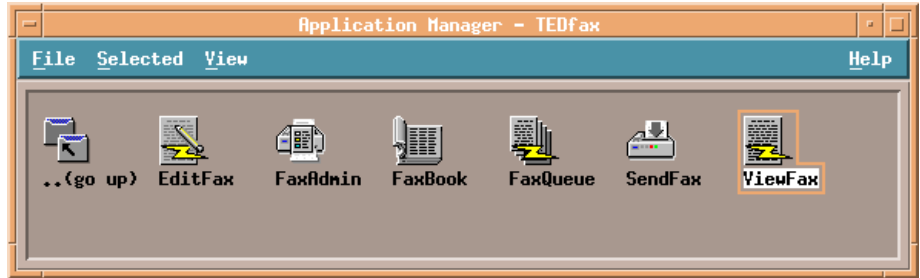 Application Manager - TEDfax
File Selected View Help
..(go up) EditFax FaxAdmin FaxBook FaxQueue SendFax ViewFax